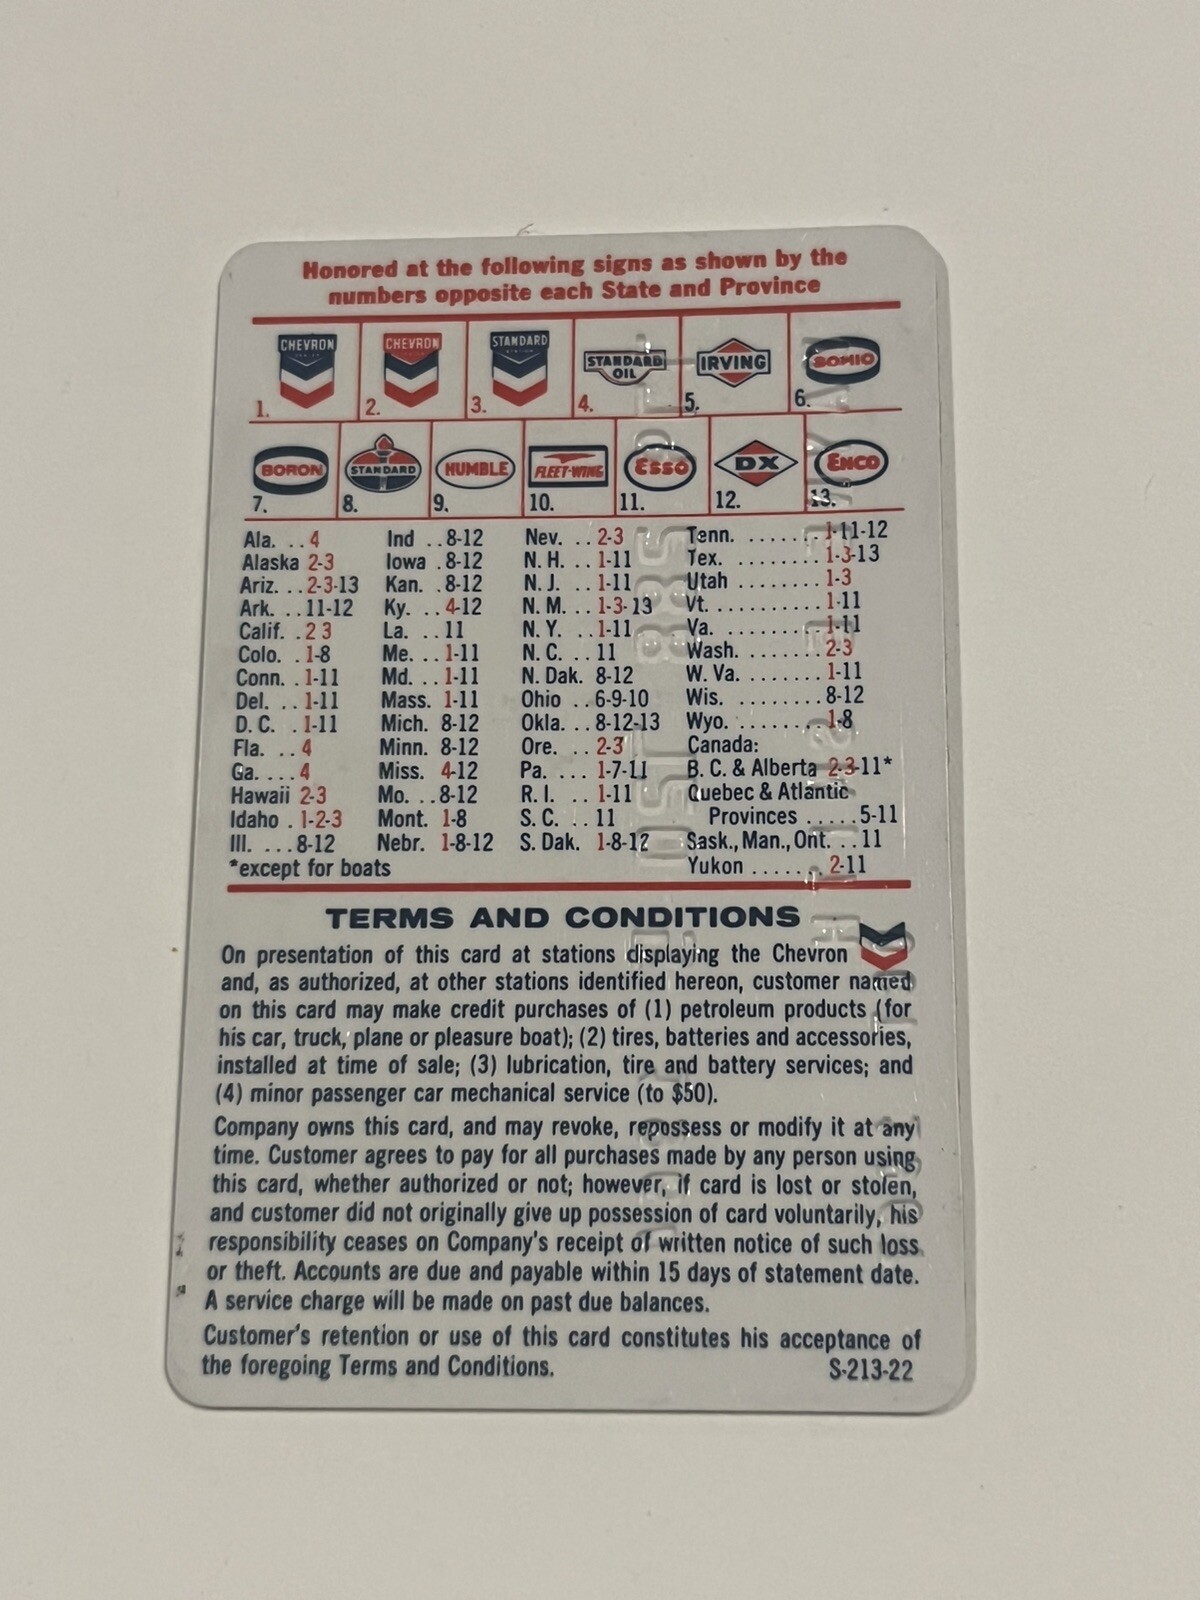 Honored at the following signs as shown by the
numbers opposite each State and Province
CHEVRON CHEVRON STANDARD STANDARD OIL IRVING SOHIO
1. 2. 3. 4. 5. 6.
BORON STANDARD HUMBLE FLEET-WING ESSO DX ENCO
7. 8. 9. 10. 11. 12. 13.
Ala. . . 4
Alaska 2-3
Ariz. . . 2-3-13
Ark. . . 11-12
Calif. . 2 3
Colo. . 1-8
Conn. . 1-11
Del. . . 1-11
D. C. . 1-11
Fla. . . 4
Ga. . . . 4
Hawaii 2-3
Idaho . 1-2-3
Ill. . . . 8-12
*except for boats
Ind . . 8-12
Iowa . 8-12
Kan. . 8-12
Ky. . . 4-12
La. . . 11
Me. . . 1-11
Md. . . 1-11
Mass. 1-11
Mich. 8-12
Minn. 8-12
Miss. 4-12
Mo. . . 8-12
Mont. 1-8
Nebr. 1-8-12
Nev. . . 2-3
N. H. . . 1-11
N. J. . . 1-11
N. M. . . 1-3-13
N. Y. . . 1-11
N. C. . . 11
N. Dak. 8-12
Ohio . . 6-9-10
Okla. . . 8-12-13
Ore. . . 2-3
Pa. . . . 1-7-11
R. I. . . 1-11
S. C. . . 11
S. Dak. 1-8-12
Tenn. . . . . . . . 1-11-12
Tex. . . . . . . . . 1-3-13
Utah . . . . . . . 1-3
Vt. . . . . . . . . . . 1-11
Va. . . . . . . . . . 1-11
Wash. . . . . . . . 2-3
W. Va. . . . . . . . 1-11
Wis. . . . . . . . . 8-12
Wyo. . . . . . . . . 1-8
Canada:
B. C. & Alberta 2-3-11*
Quebec & Atlantic
Provinces . . . . . 5-11
Sask., Man., Ont. . . 11
Yukon . . . . . . 2-11
TERMS AND CONDITIONS
On presentation of this card at stations displaying the Chevron
and, as authorized, at other stations identified hereon, customer named
on this card may make credit purchases of (1) petroleum products (for
his car, truck, plane or pleasure boat); (2) tires, batteries and accessories,
installed at time of sale; (3) lubrication, tire and battery services; and
(4) minor passenger car mechanical service (to $50).
Company owns this card, and may revoke, repossess or modify it at any
time. Customer agrees to pay for all purchases made by any person using
this card, whether authorized or not; however, if card is lost or stolen,
and customer did not originally give up possession of card voluntarily, his
responsibility ceases on Company's receipt of written notice of such loss
or theft. Accounts are due and payable within 15 days of statement date.
A service charge will be made on past due balances.
Customer's retention or use of this card constitutes his acceptance of
the foregoing Terms and Conditions. S-213-22